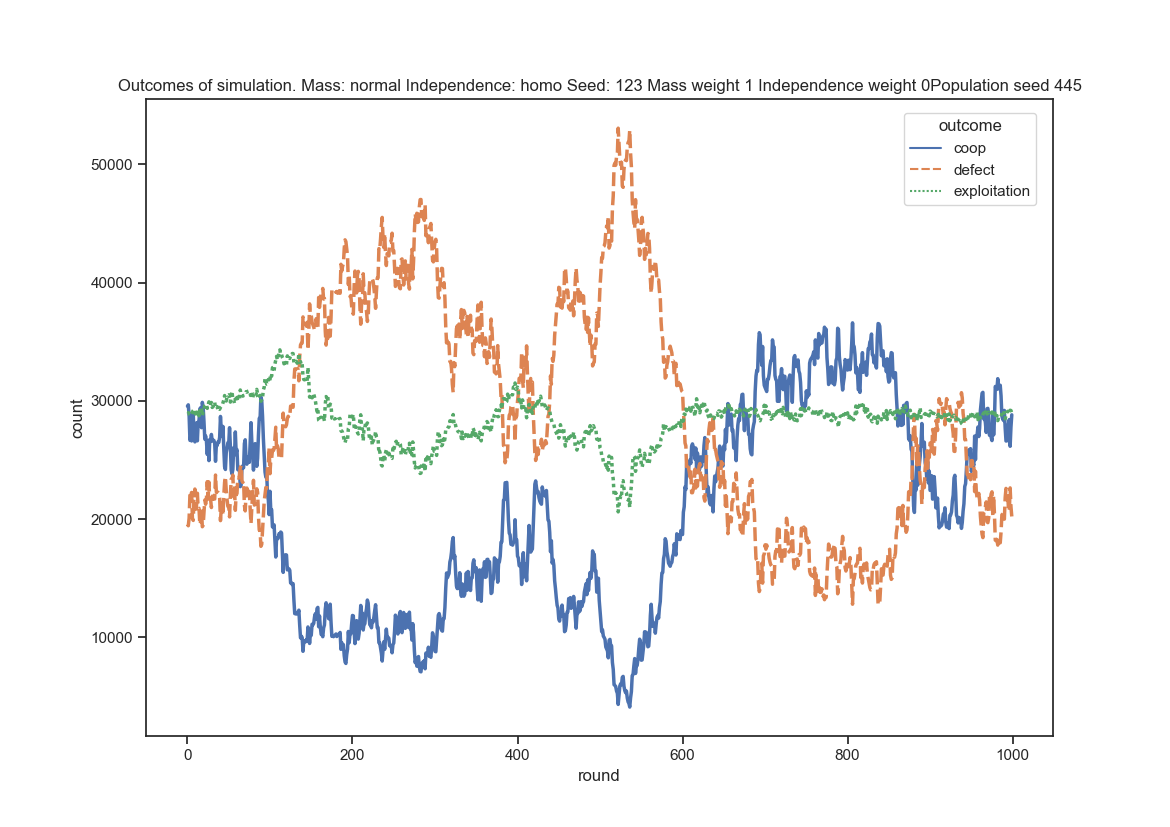 Outcomes of simulation. Mass: normal Independence: homo Seed: 123 Mass weight 1 Independence weight 0Population seed 445
outcome
coop
defect
exploitation
50000
40000
30000
20000
10000
count
0 200 400 600 800 1000
round